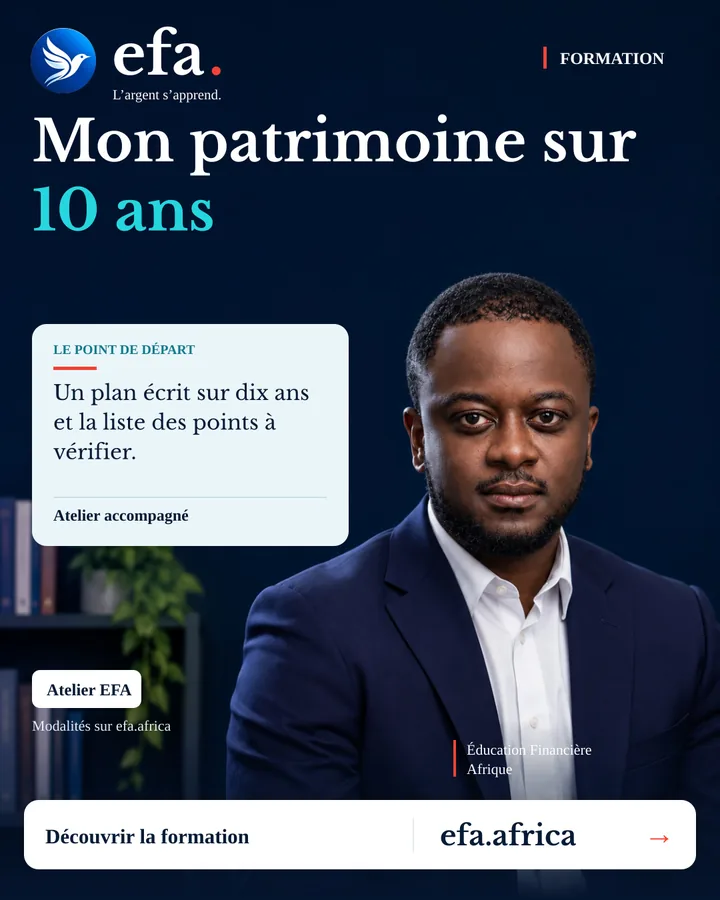 efa.
L’argent s’apprend.
FORMATION
Mon patrimoine sur
10 ans
LE POINT DE DÉPART
Un plan écrit sur dix ans
et la liste des points à
vérifier.
Atelier accompagné
Atelier EFA
Modalités sur efa.africa
Éducation Financière
Afrique
Découvrir la formation
efa.africa →